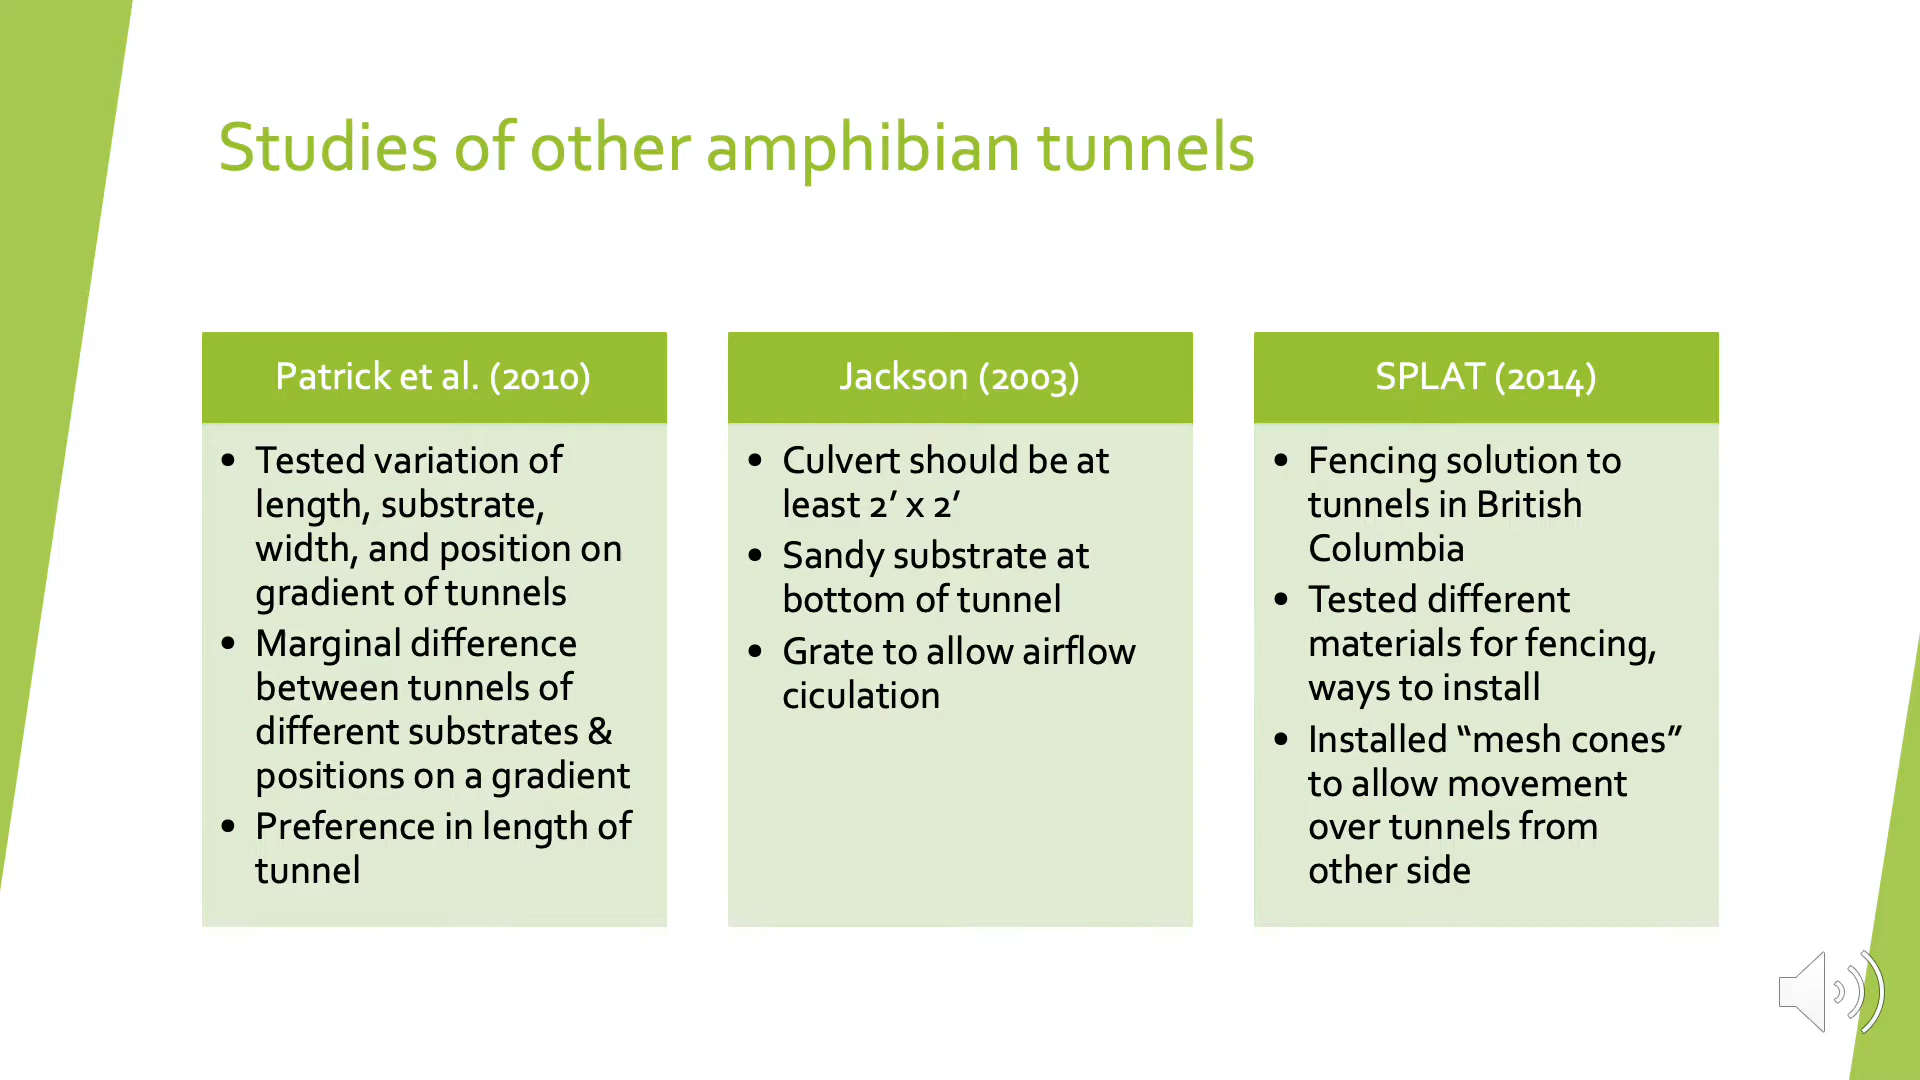 Studies of other amphibian tunnels
Patrick et al. (2010)
• Tested variation of
length, substrate,
width, and position on
gradient of tunnels
• Marginal difference
between tunnels of
different substrates &
positions on a gradient
• Preference in length of
tunnel
Jackson (2003)
• Culvert should be at
least 2’ x 2’
• Sandy substrate at
bottom of tunnel
• Grate to allow airflow
ciculation
SPLAT (2014)
• Fencing solution to
tunnels in British
Columbia
• Tested different
materials for fencing,
ways to install
• Installed “mesh cones”
to allow movement
over tunnels from
other side